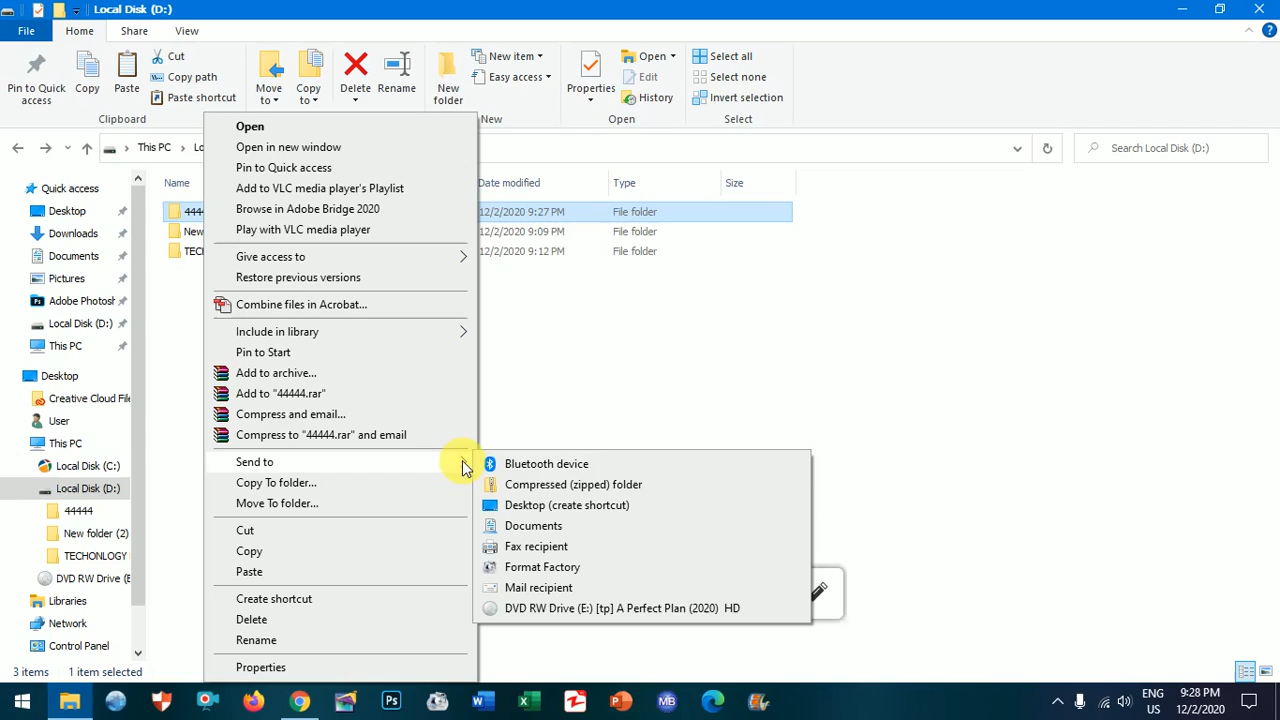 Local Disk (D:)
File
Home
Share
View
Pin to Quick access
Copy
Paste
Cut
Copy path
Paste shortcut
Clipboard
Move to
Copy to
Delete
Rename
New folder
New item
Easy access
New
Properties
Open
Edit
History
Open
Select all
Select none
Invert selection
Select
This PC
Search Local Disk (D:)
Name
Date modified
Type
Size
12/2/2020 9:27 PM File folder
New
12/2/2020 9:09 PM File folder
12/2/2020 9:12 PM File folder
Quick access
Desktop
Downloads
Documents
Pictures
Adobe Photosh
Local Disk (D:)
This PC
Desktop
Creative Cloud File
User
This PC
Local Disk (C:)
Local Disk (D:)
44444
New folder (2)
TECHONLOGY
DVD RW Drive (E
Libraries
Network
Control Panel
3 items
1 item selected
Open
Open in new window
Pin to Quick access
Add to VLC media player's Playlist
Browse in Adobe Bridge 2020
Play with VLC media player
Give access to
Restore previous versions
Combine files in Acrobat...
Include in library
Pin to Start
Add to archive...
Add to "44444.rar"
Compress and email...
Compress to "44444.rar" and email
Send to
Copy To folder...
Move To folder...
Cut
Copy
Paste
Create shortcut
Delete
Rename
Properties
Bluetooth device
Compressed (zipped) folder
Desktop (create shortcut)
Documents
Fax recipient
Format Factory
Mail recipient
DVD RW Drive (E:) [tp] A Perfect Plan (2020) HD
Ps
MB
ENG
US
9:28 PM
12/2/2020